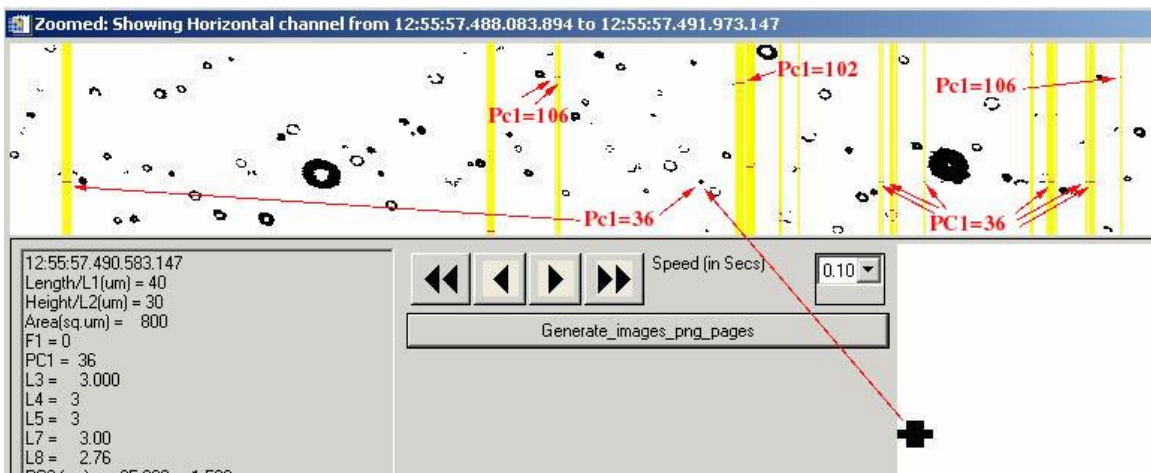 Zoomed: Showing Horizontal channel from 12:55:57.488.083.894 to 12:55:57.491.973.147
Pc1=102
Pc1=106
Pc1=106
Pc1=36
PC1=36
12:55:57.490.583.147
Length/L1(um) = 40
Height/L2(um) = 30
Area(sq.um) = 800
F1 = 0
PC1 = 36
L3 = 3.000
L4 = 3
L5 = 3
L7 = 3.00
L8 = 2.76
Speed (in Secs)
0.10
Generate_images_png_pages